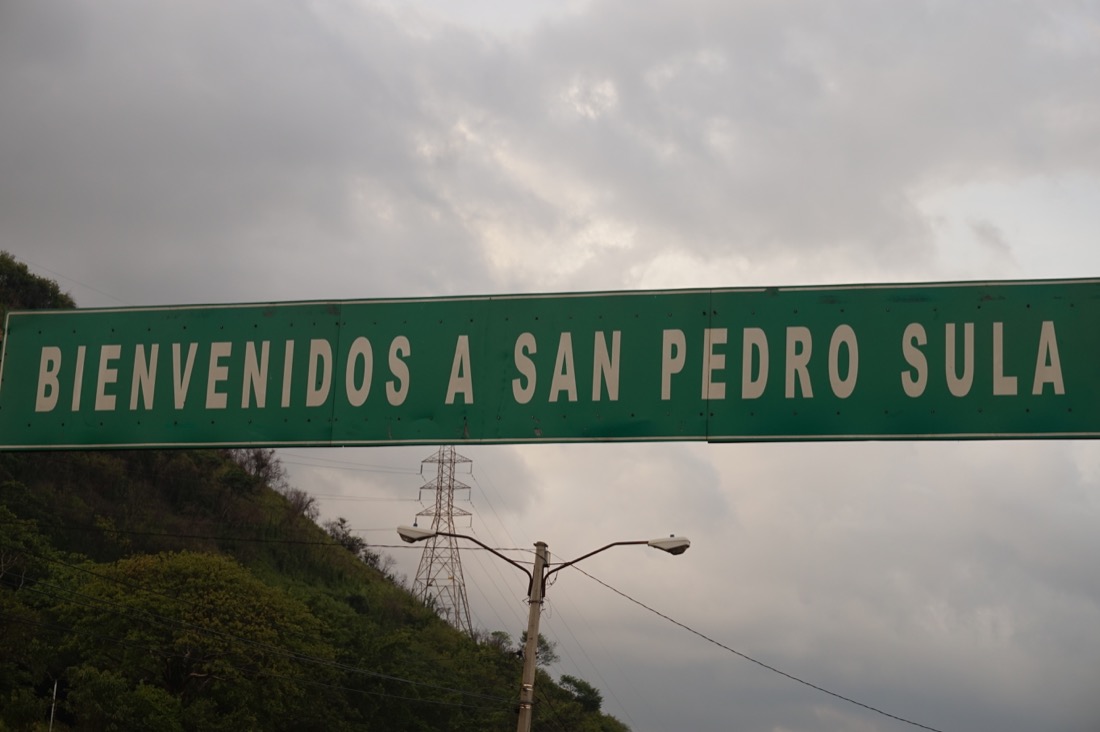 BIENVENIDOS A SAN PEDRO SULA